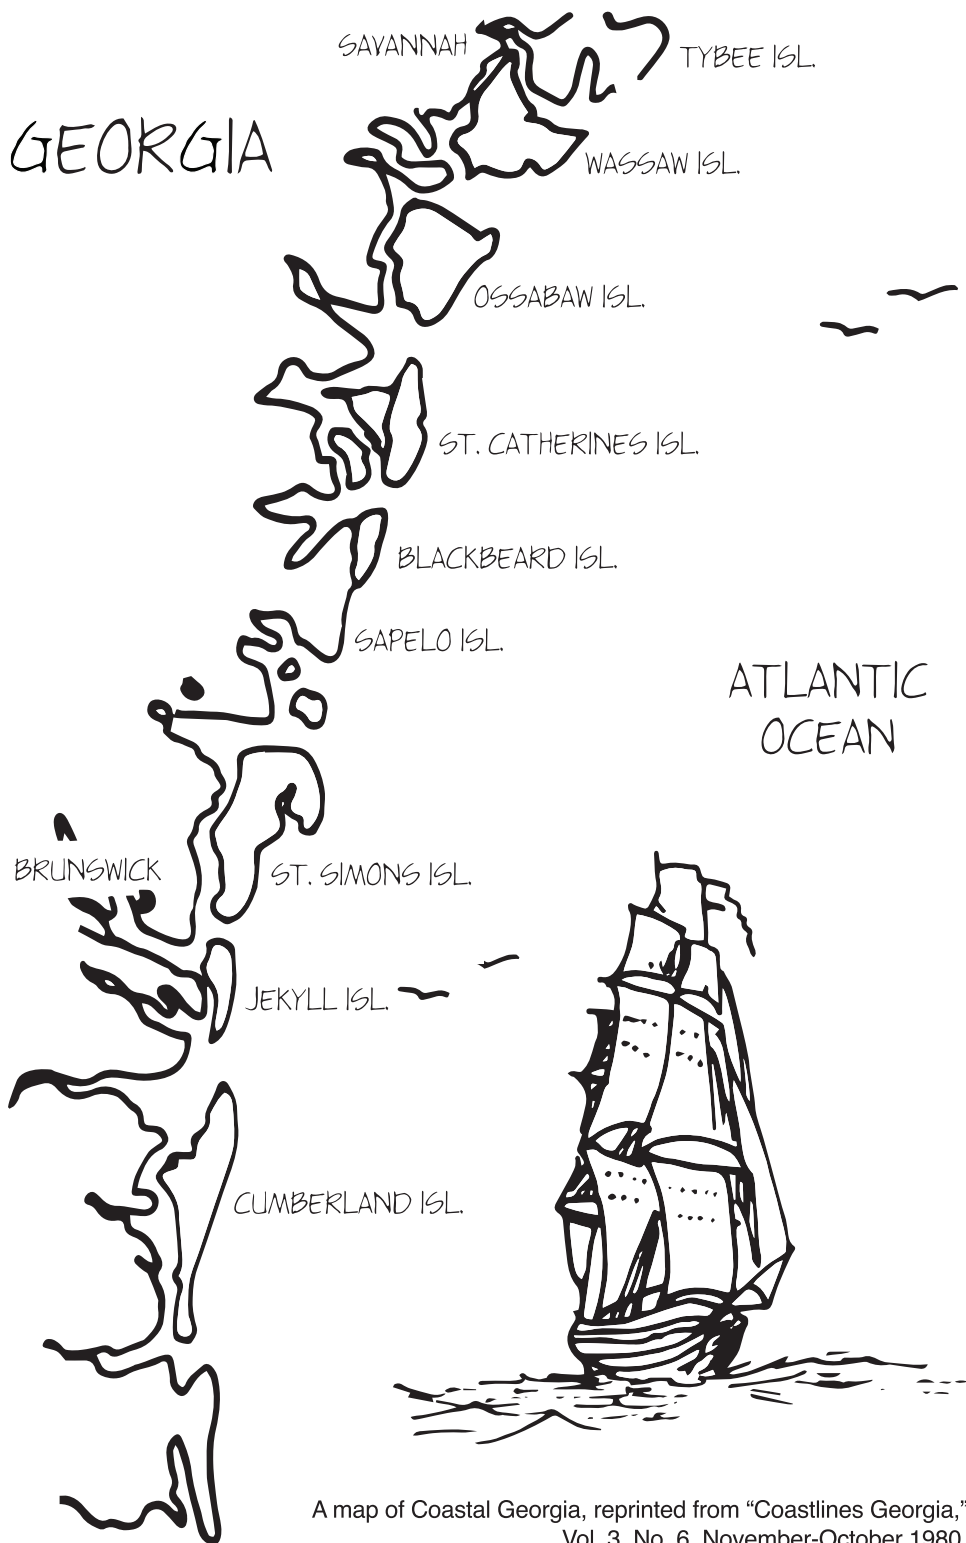 SAVANNAH
TYBEE ISL.
GEORGIA
WASSAW ISL.
OSSABAW ISL.
ST. CATHERINES ISL.
BLACKBEARD ISL.
SAPELO ISL.
ATLANTIC
OCEAN
BRUNSWICK
ST. SIMONS ISL.
JEKYLL ISL.
CUMBERLAND ISL.
A map of Coastal Georgia, reprinted from “Coastlines Georgia,”
Vol. 3, No. 6, November-October 1980